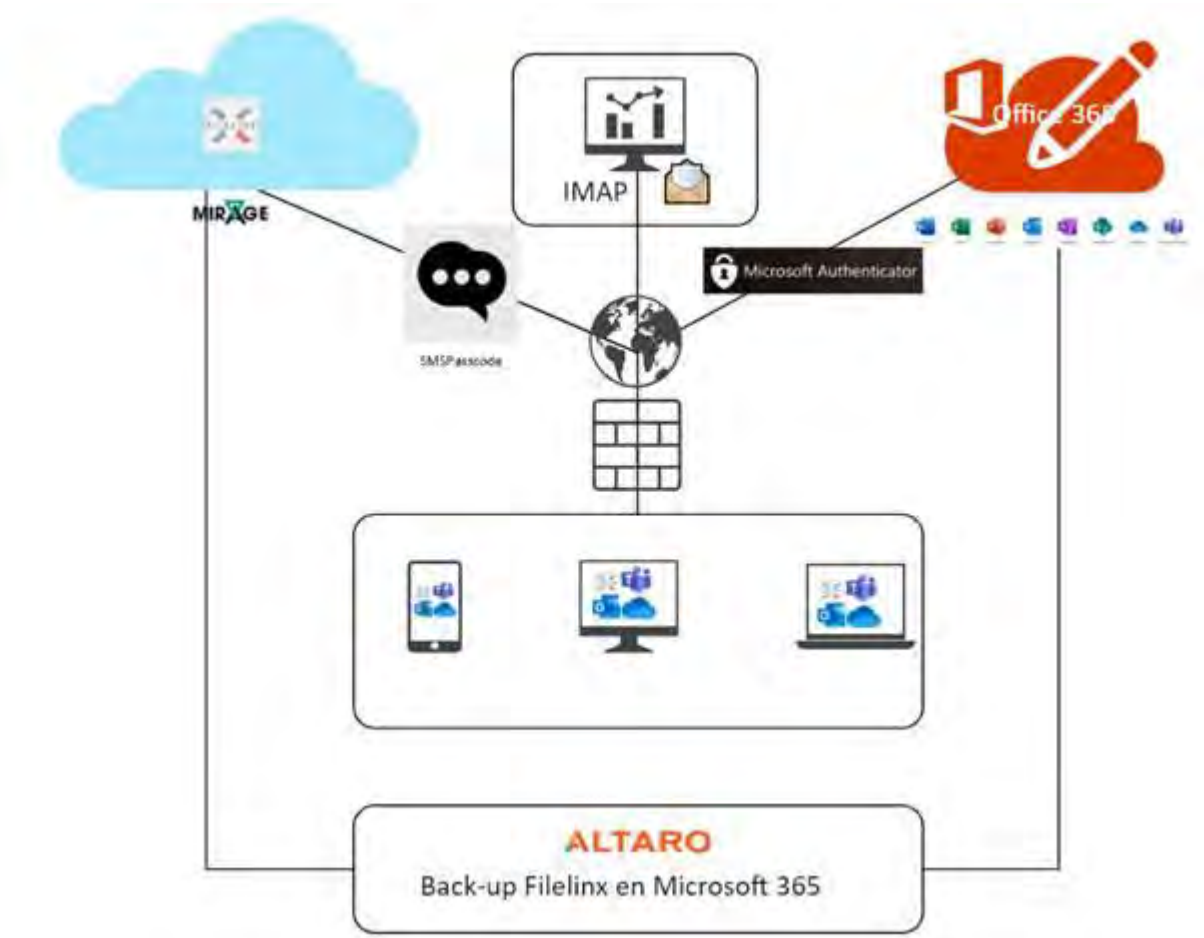 Office 365
MIRAGE
IMAP
Microsoft Authenticator
SMSPasscode
ALTARO
Back-up Filelinx en Microsoft 365